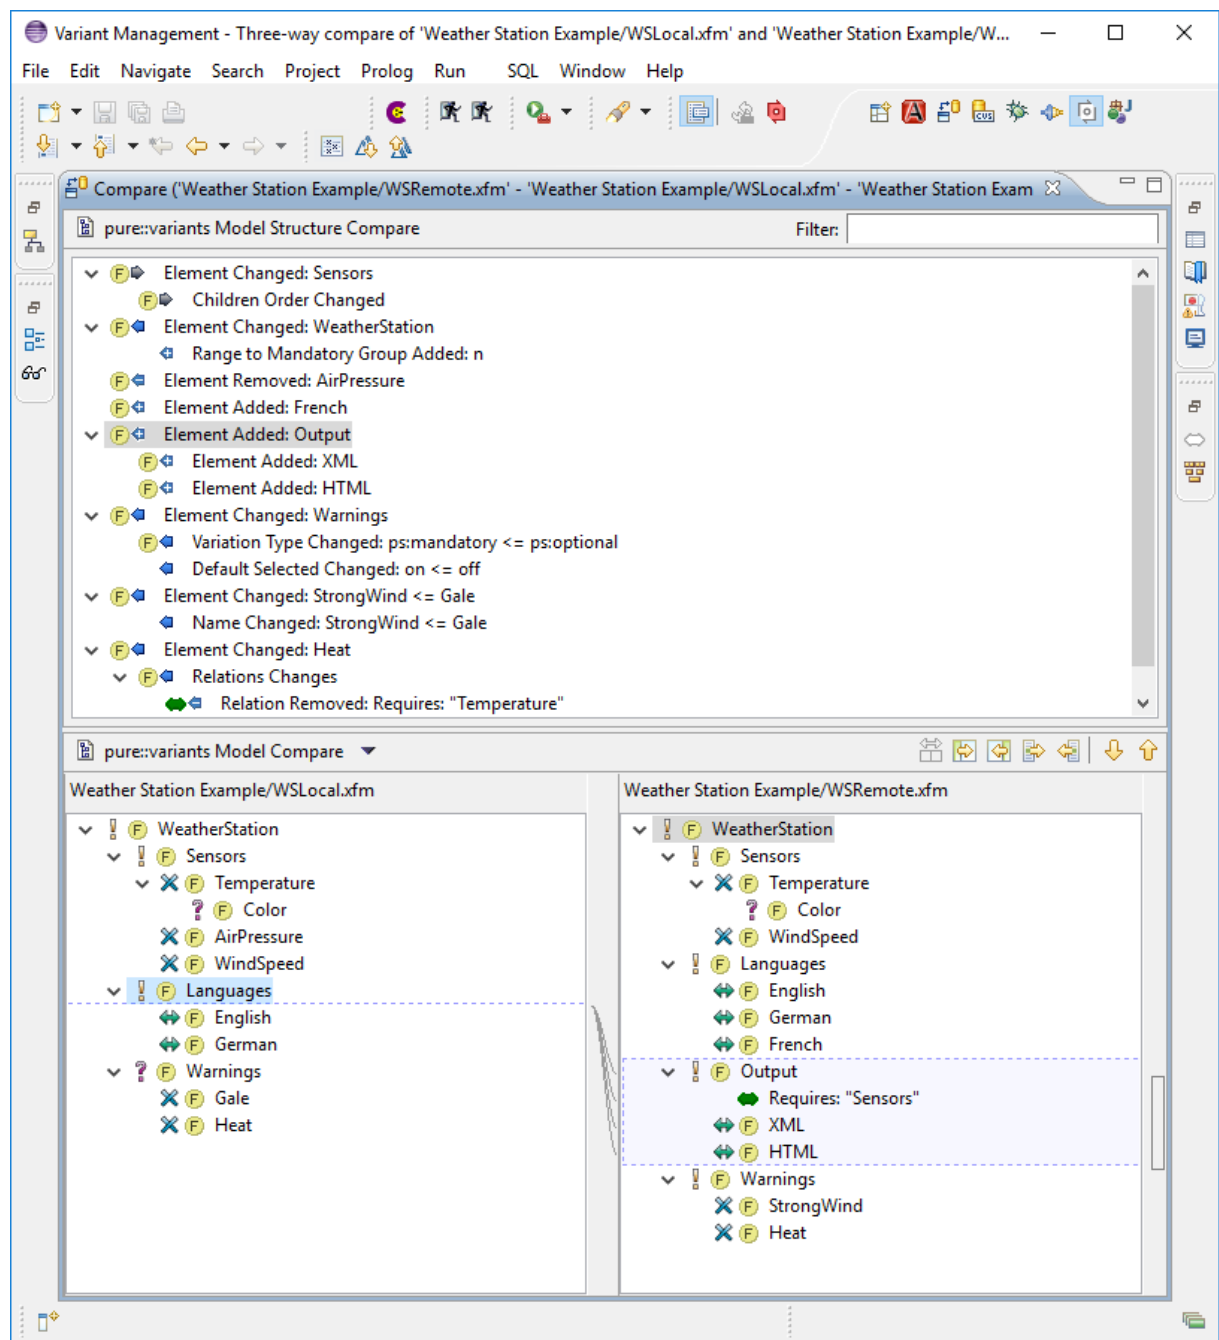 Variant Management - Three-way compare of 'Weather Station Example/WSLocal.xfm' and 'Weather Station Example/W...
File Edit Navigate Search Project Prolog Run SQL Window Help
Compare ('Weather Station Example/WSRemote.xfm' - 'Weather Station Example/WSLocal.xfm' - 'Weather Station Exam
pure::variants Model Structure Compare Filter:
Element Changed: Sensors
Children Order Changed
Element Changed: WeatherStation
Range to Mandatory Group Added: n
Element Removed: AirPressure
Element Added: French
Element Added: Output
Element Added: XML
Element Added: HTML
Element Changed: Warnings
Variation Type Changed: ps:mandatory <= ps:optional
Default Selected Changed: on <= off
Element Changed: StrongWind <= Gale
Name Changed: StrongWind <= Gale
Element Changed: Heat
Relations Changes
Relation Removed: Requires: "Temperature"
pure::variants Model Compare
Weather Station Example/WSLocal.xfm
WeatherStation
Sensors
Temperature
Color
AirPressure
WindSpeed
Languages
English
German
Warnings
Gale
Heat
Weather Station Example/WSRemote.xfm
WeatherStation
Sensors
Temperature
Color
WindSpeed
Languages
English
German
French
Output
Requires: "Sensors"
XML
HTML
Warnings
StrongWind
Heat